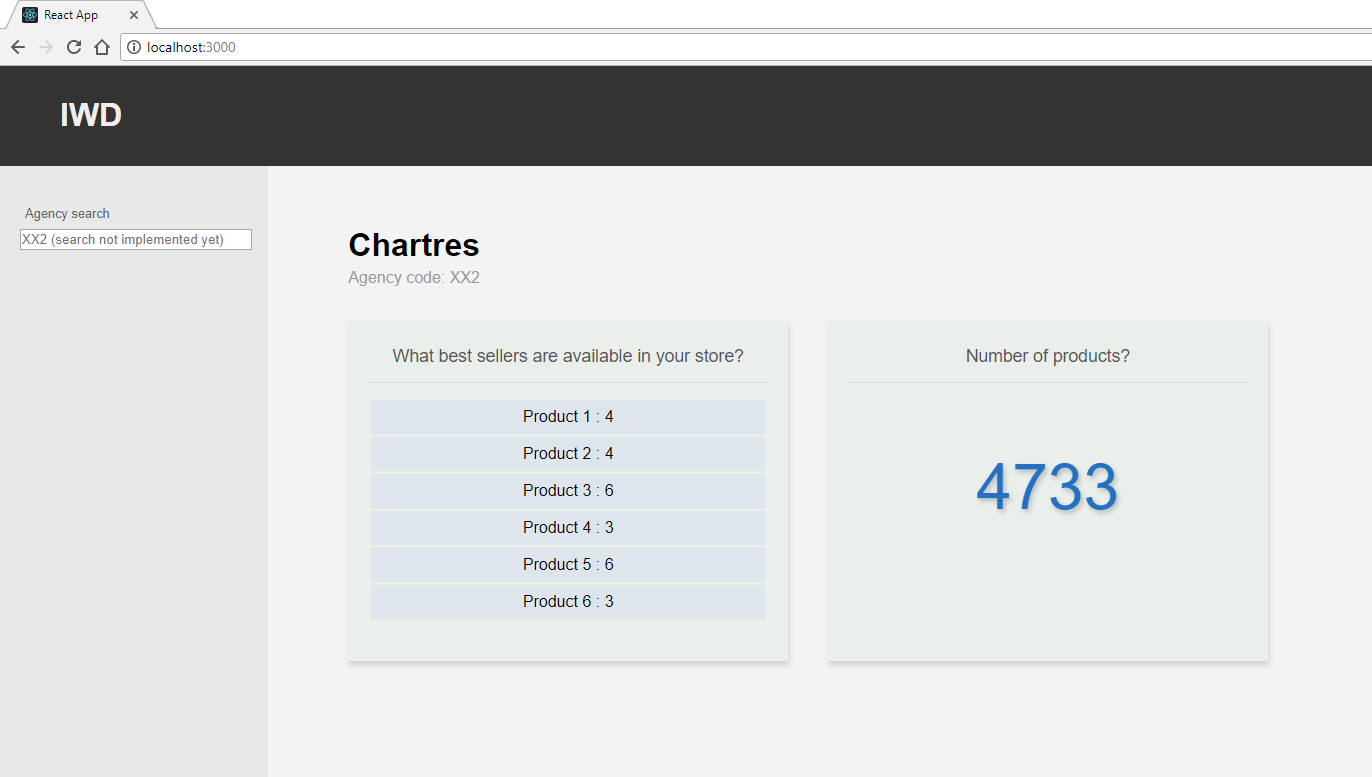 React App
localhost:3000
IWD
Agency search
XX2 (search not implemented yet)
Chartres
Agency code: XX2
What best sellers are available in your store?
Product 1 : 4
Product 2 : 4
Product 3 : 6
Product 4 : 3
Product 5 : 6
Product 6 : 3
Number of products?
4733